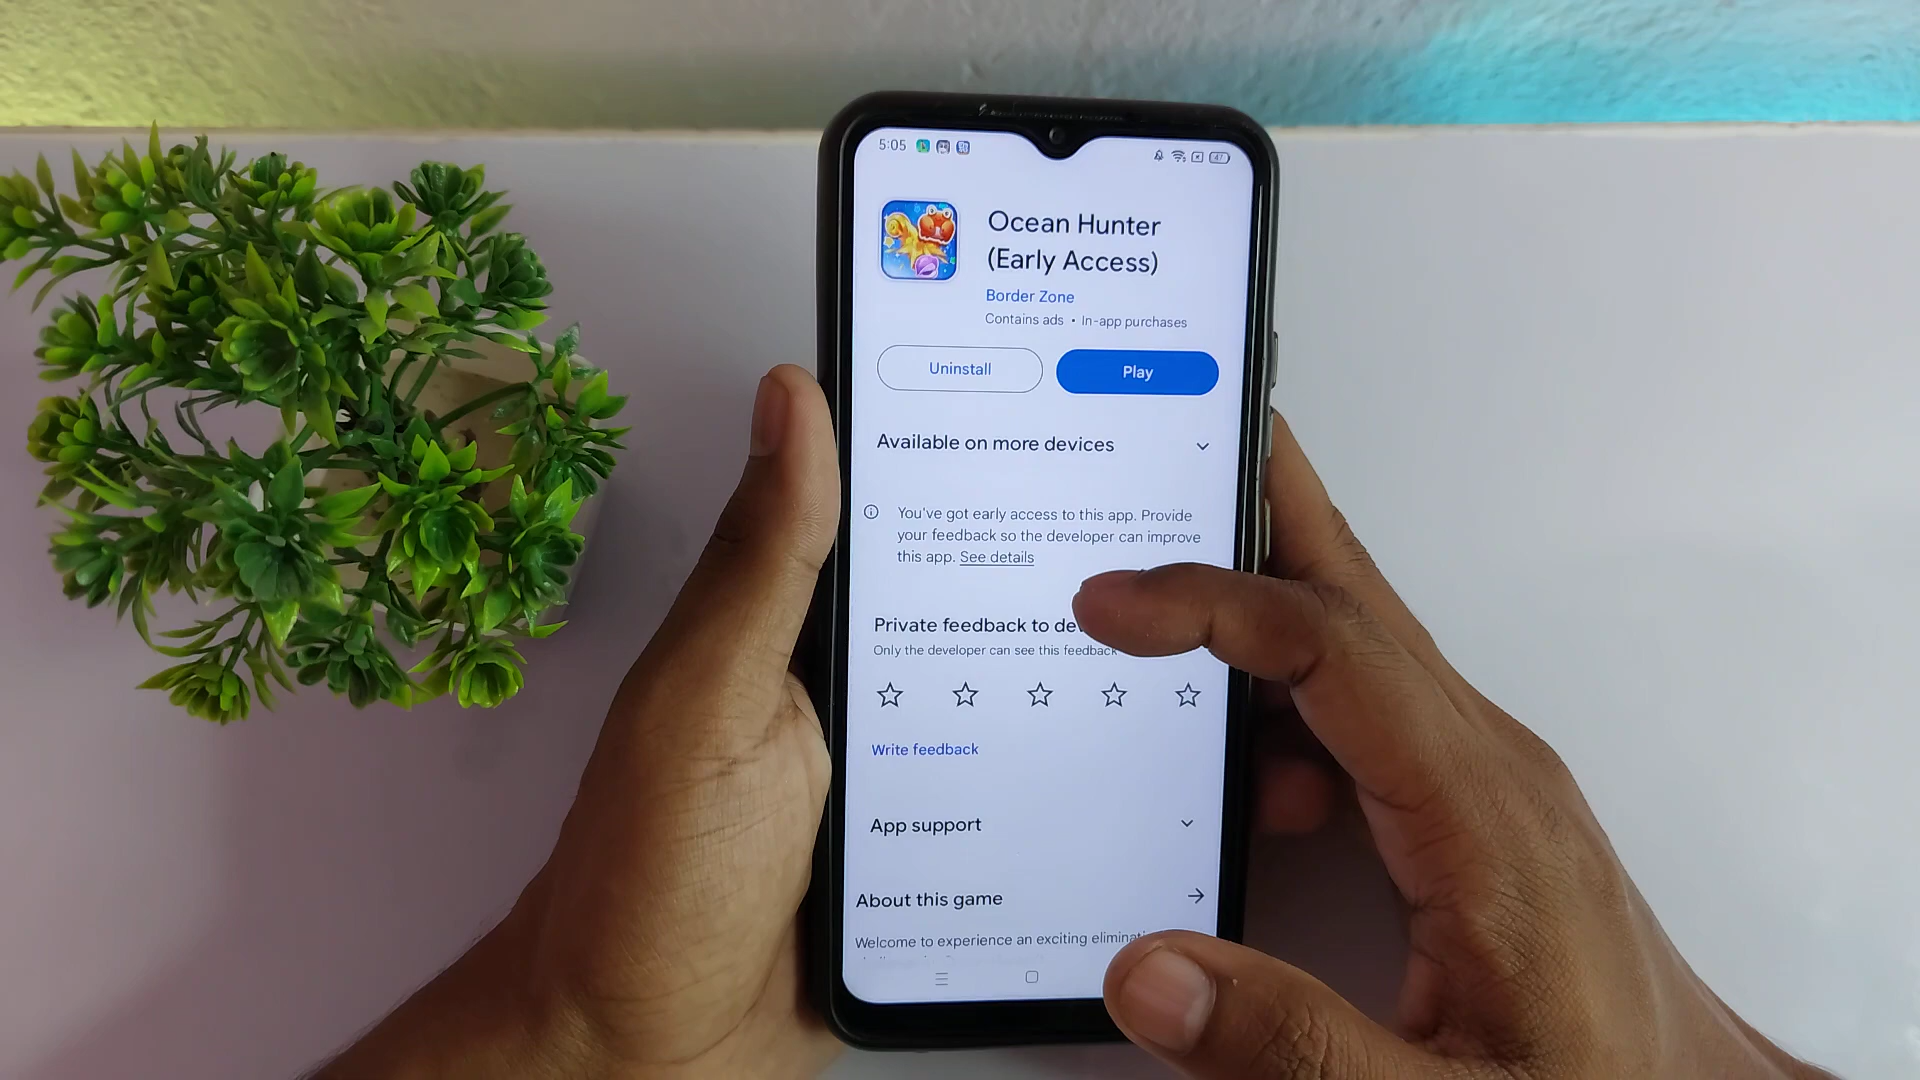 5:05
47
Ocean Hunter
(Early Access)
Border Zone
Contains ads • In-app purchases
Uninstall
Play
Available on more devices
You've got early access to this app. Provide
your feedback so the developer can improve
this app. See details
Private feedback to
Only the developer can see this feedback
Write feedback
App support
About this game
Welcome to experience an exciting